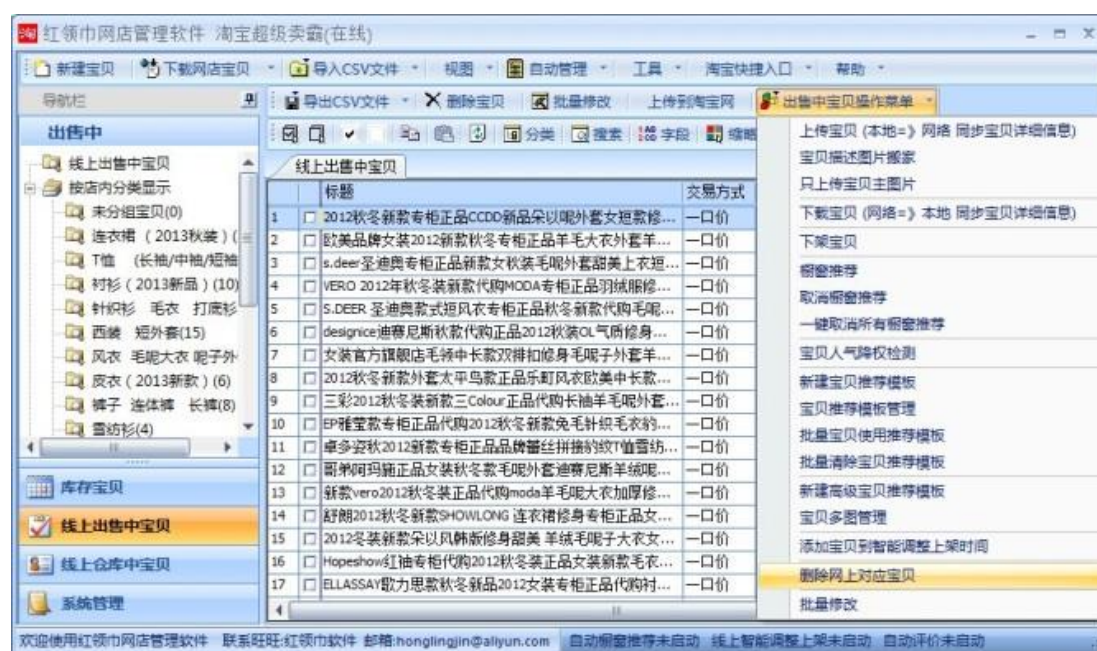 红领巾网店管理软件 淘宝超级卖霸(在线)
新建宝贝 下载网店宝贝 导入CSV文件 视图 自动管理 工具 淘宝快捷入口 帮助
导航栏
导出CSV文件 删除宝贝 批量修改 上传到淘宝网 出售中宝贝操作菜单
出售中
分类 搜索 字段 缩略
线上出售中宝贝
按店内分类显示
未分组宝贝(0)
连衣裙 (2013秋装)(
T恤 (长袖/中袖/短袖
衬衫(2013新品)(10)
针织衫 毛衣 打底衫
西装 短外套(15)
风衣 毛呢大衣 呢子外
皮衣(2013新款)(6)
裤子 连体裤 长裤(8)
雪纺衫(4)
库存宝贝
线上出售中宝贝
线上仓库中宝贝
系统管理
线上出售中宝贝
标题 交易方式
1 2012秋冬新款专柜正品CCDD新品朵以呢外套女短款修... 一口价
2 欧美品牌女装2012新款秋冬专柜正品羊毛大衣外套羊... 一口价
3 s.deer圣迪奥专柜正品新款女秋装毛呢外套甜美上衣短... 一口价
4 VERO 2012年秋冬装新款代购MODA专柜正品羽绒服修... 一口价
5 S.DEER 圣迪奥款式短风衣专柜正品秋冬新款代购毛呢... 一口价
6 designice迪赛尼斯秋款代购正品2012秋装OL气质修身... 一口价
7 女装官方旗舰店毛领中长款双排扣修身毛呢子外套羊... 一口价
8 2012秋冬新款外套太平鸟款正品乐町风衣欧美中长款... 一口价
9 三彩2012秋冬装新款三Colour正品代购长袖羊毛呢外套... 一口价
10 EP雅莹款专柜正品代购2012秋冬新款兔毛针织毛衣豹... 一口价
11 卓多姿秋2012新款专柜正品品牌蕾丝拼接豹纹T恤雪纺... 一口价
12 哥弟阿玛施正品女装秋冬款毛呢外套迪赛尼斯羊绒呢... 一口价
13 新款vero2012秋冬装正品代购moda羊毛呢大衣加厚修... 一口价
14 舒朗2012秋冬新款SHOWLONG 连衣裙修身专柜正品女... 一口价
15 2012冬装新款朵以风韩版修身甜美 羊绒毛呢子大衣女... 一口价
16 Hopeshow红袖专柜代购2012秋冬装正品女装新款毛衣... 一口价
17 ELLASSAY歌力思款秋冬新品2012女装专柜正品代购衬... 一口价
上传宝贝 (本地=》网络 同步宝贝详细信息)
宝贝描述图片搬家
只上传宝贝主图片
下载宝贝 (网络=》本地 同步宝贝详细信息)
下架宝贝
橱窗推荐
取消橱窗推荐
一键取消所有橱窗推荐
宝贝人气降权检测
新建宝贝推荐模板
宝贝推荐模板管理
批量宝贝使用推荐模板
批量清除宝贝推荐模板
新建高级宝贝推荐模板
宝贝多图管理
添加宝贝到智能调整上架时间
删除网上对应宝贝
批量修改
欢迎使用红领巾网店管理软件 联系旺旺:红领巾软件 邮箱:honglingjin@aliyun.com 自动橱窗推荐未启动 线上智能调整上架未启动 自动评价未启动